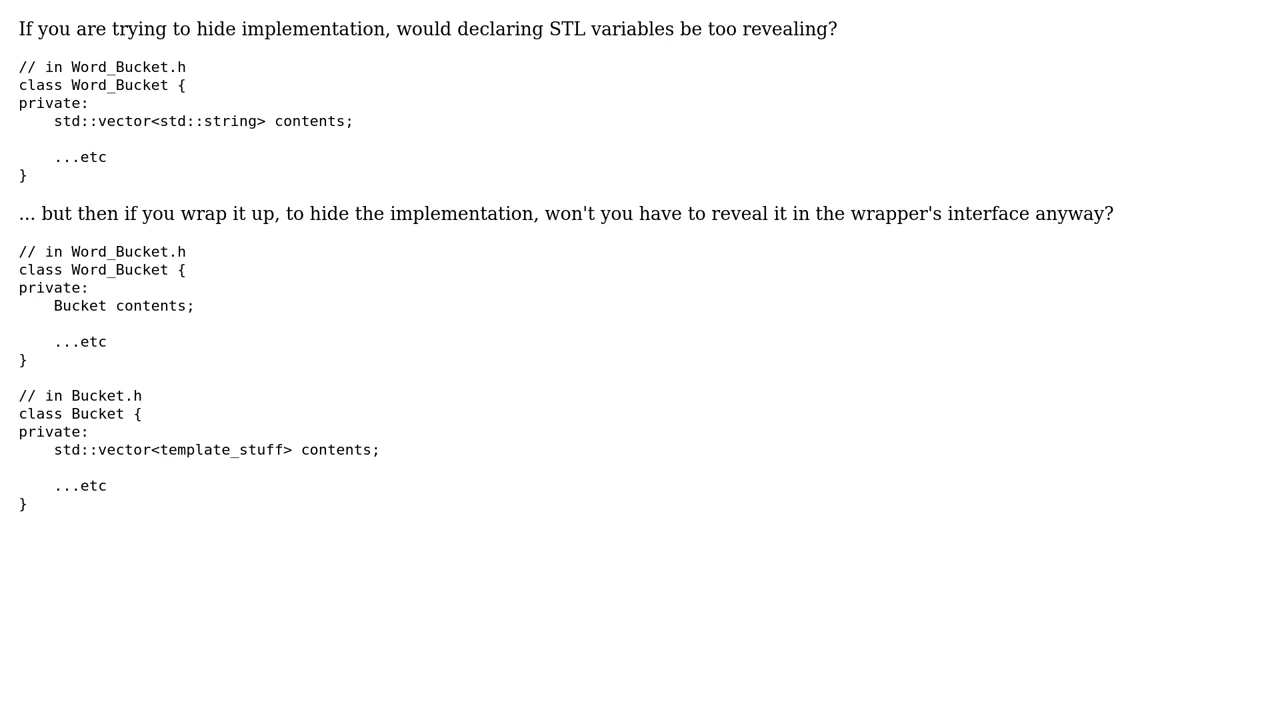 If you are trying to hide implementation, would declaring STL variables be too revealing?
// in Word_Bucket.h
class Word_Bucket {
private:
    std::vector<std::string> contents;
    ...etc
}
... but then if you wrap it up, to hide the implementation, won't you have to reveal it in the wrapper's interface anyway?
// in Word_Bucket.h
class Word_Bucket {
private:
    Bucket contents;
    ...etc
}
// in Bucket.h
class Bucket {
private:
    std::vector<template_stuff> contents;
    ...etc
}